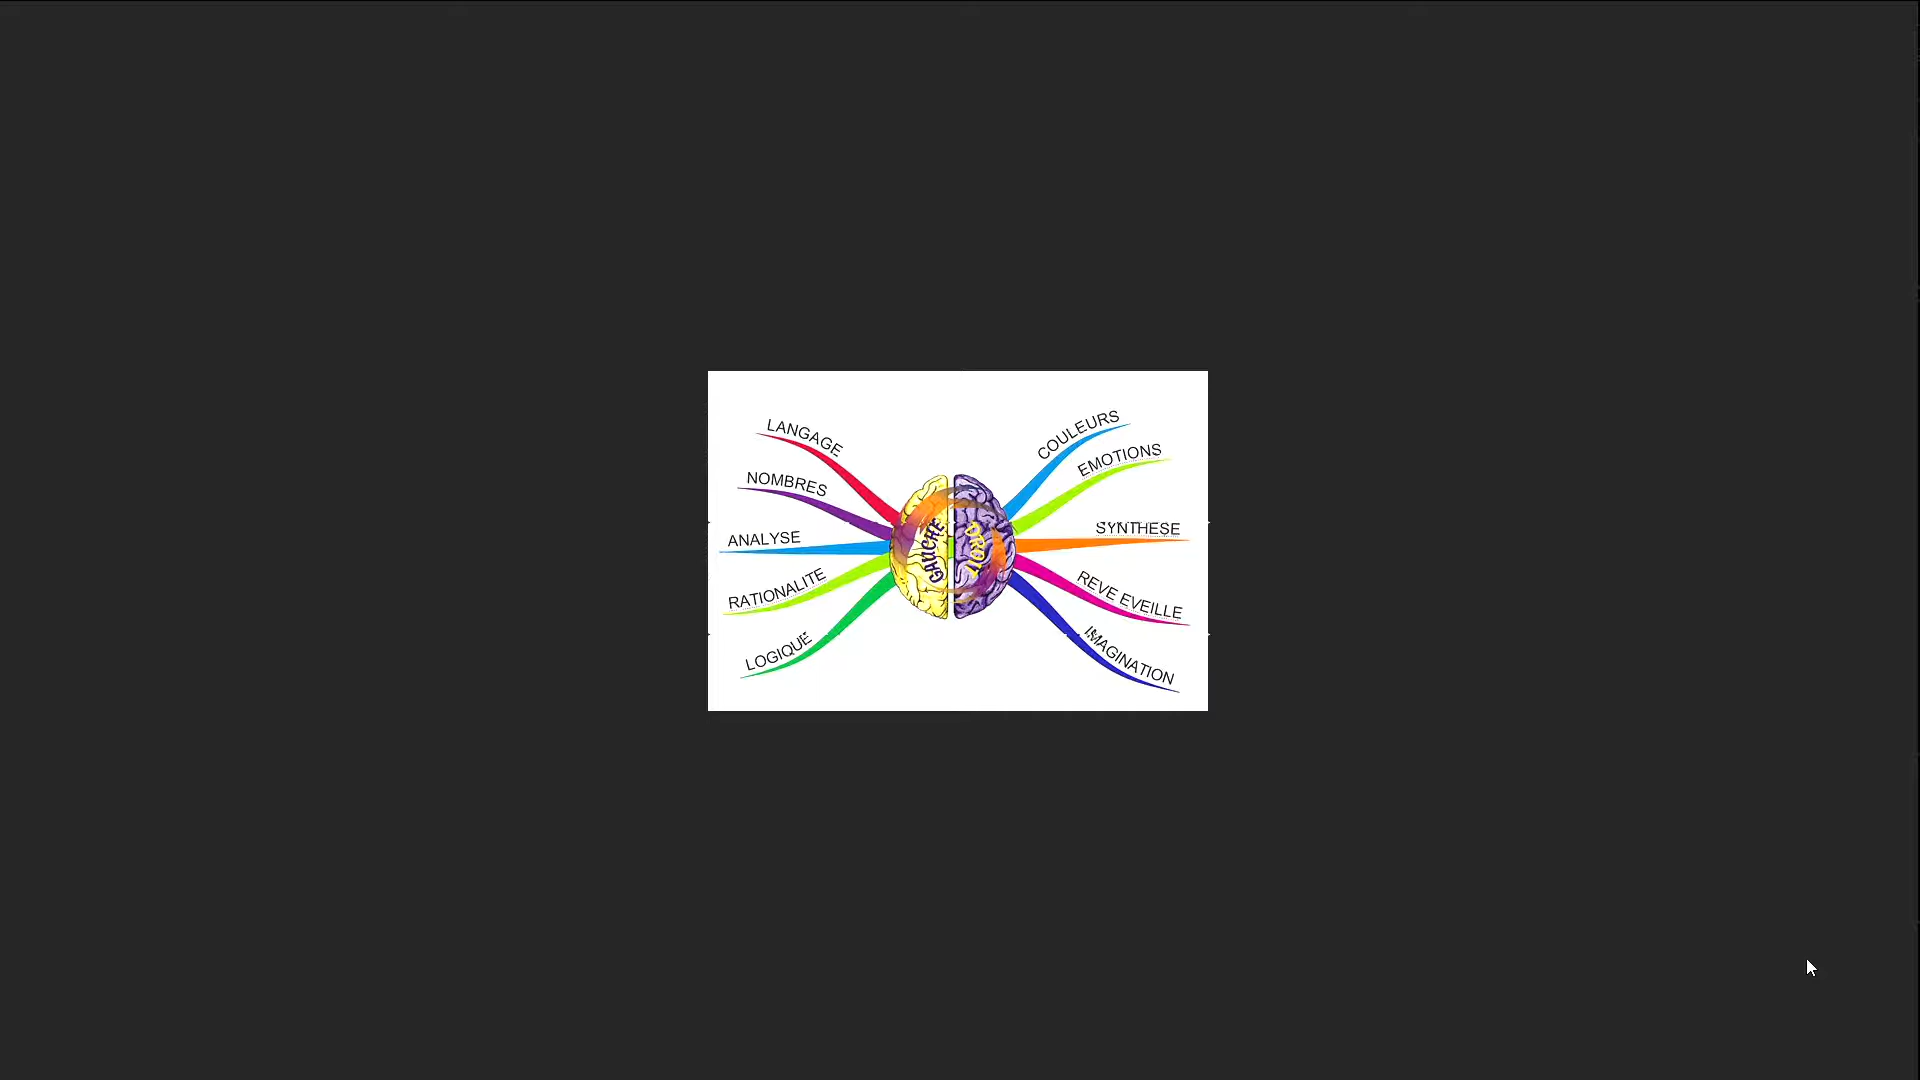 LANGAGE
NOMBRES
ANALYSE
RATIONALITE
LOGIQUE
GAUCHE
DROIT
COULEURS
EMOTIONS
SYNTHESE
REVE EVEILLE
IMAGINATION